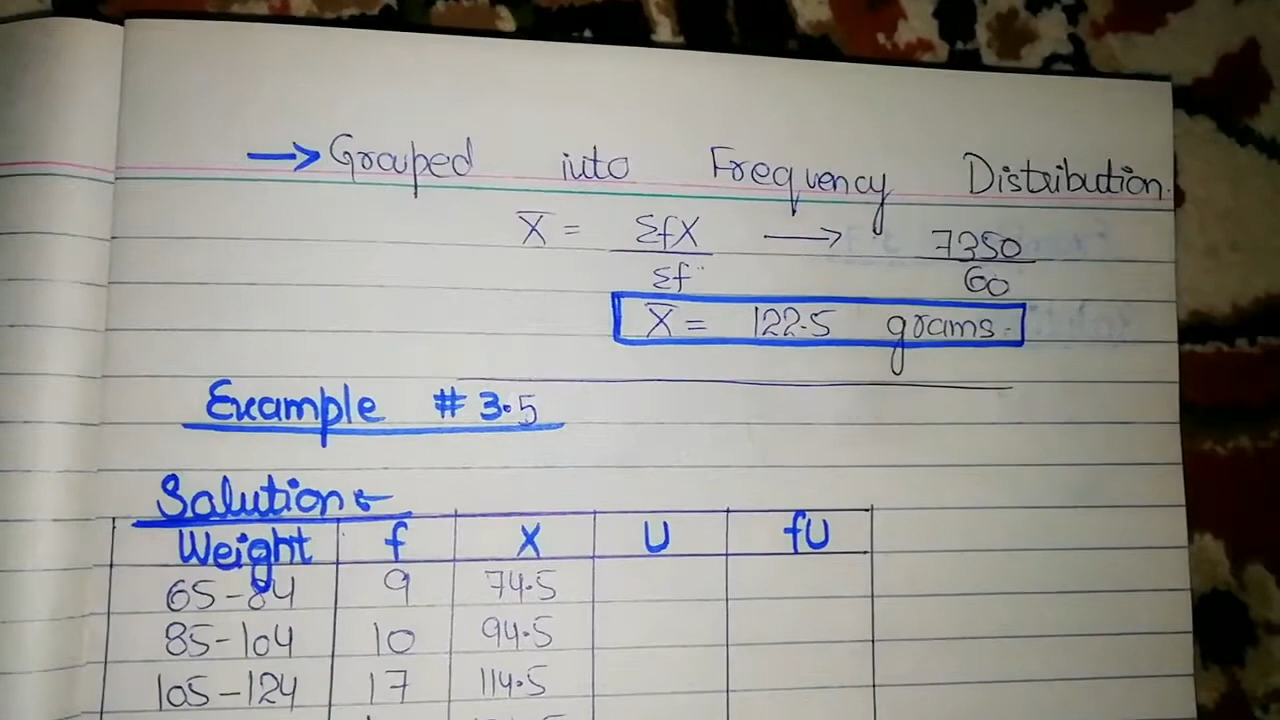 → Grouped into Frequency Distribution.
X̄ = ΣfX / Σf → 7350 / 60
X̄ = 122.5 grams.
Example # 3.5
Solution
Weight f X U fU
65-84 9 74.5
85-104 10 94.5
105-124 17 114.5